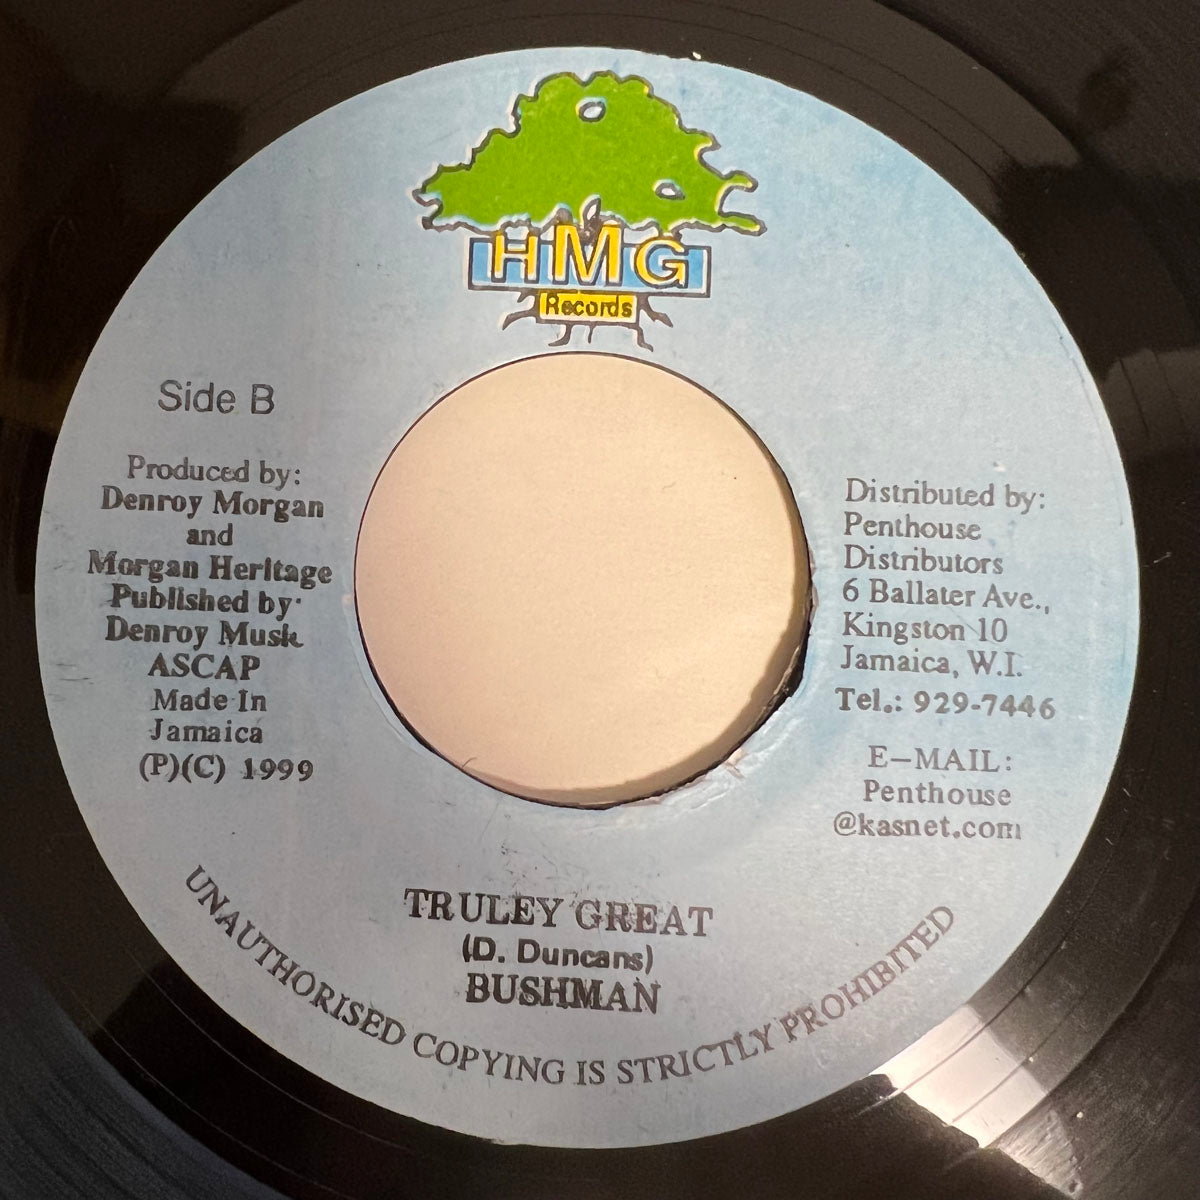 HMG
Records
Side B
Produced by:
Denroy Morgan
and
Morgan Heritage
Published by:
Denroy Musik
ASCAP
Made In
Jamaica
(P)(C) 1999
Distributed by:
Penthouse
Distributors
6 Ballater Ave.,
Kingston 10
Jamaica, W.I.
Tel.: 929-7446
E-MAIL:
Penthouse
@kasnet.com
TRULEY GREAT
(D. Duncans)
BUSHMAN
UNAUTHORISED COPYING IS STRICTLY PROHIBITED